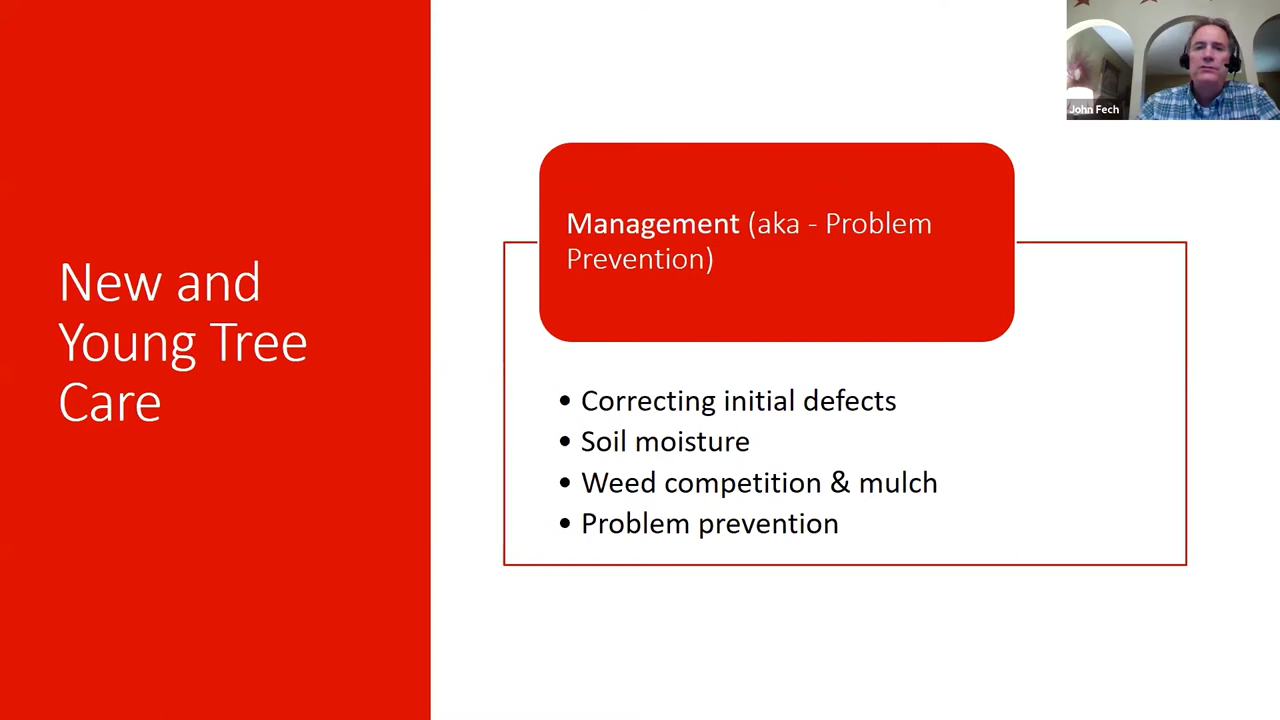 John Fech
New and
Young Tree
Care
Management (aka - Problem
Prevention)
• Correcting initial defects
• Soil moisture
• Weed competition & mulch
• Problem prevention